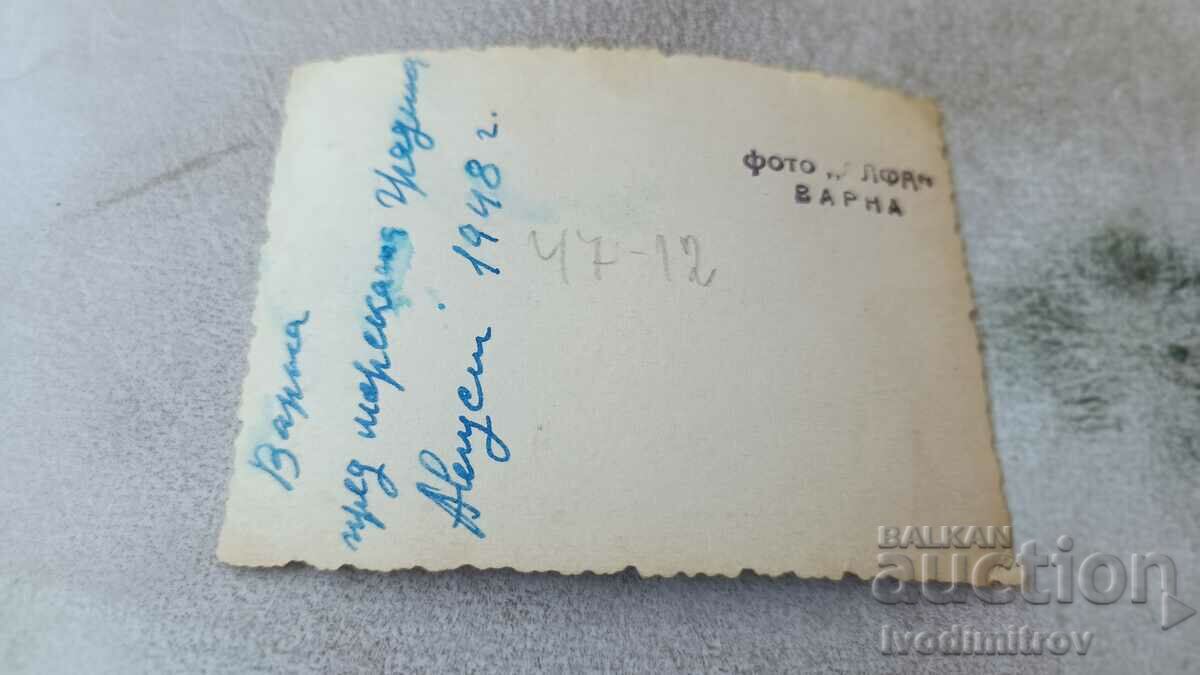 Варна
пред морската градина
Август 1948 г.
47-12
фото „АЛФА“
ВАРНА
BALKAN
auction
Ivodimitrov